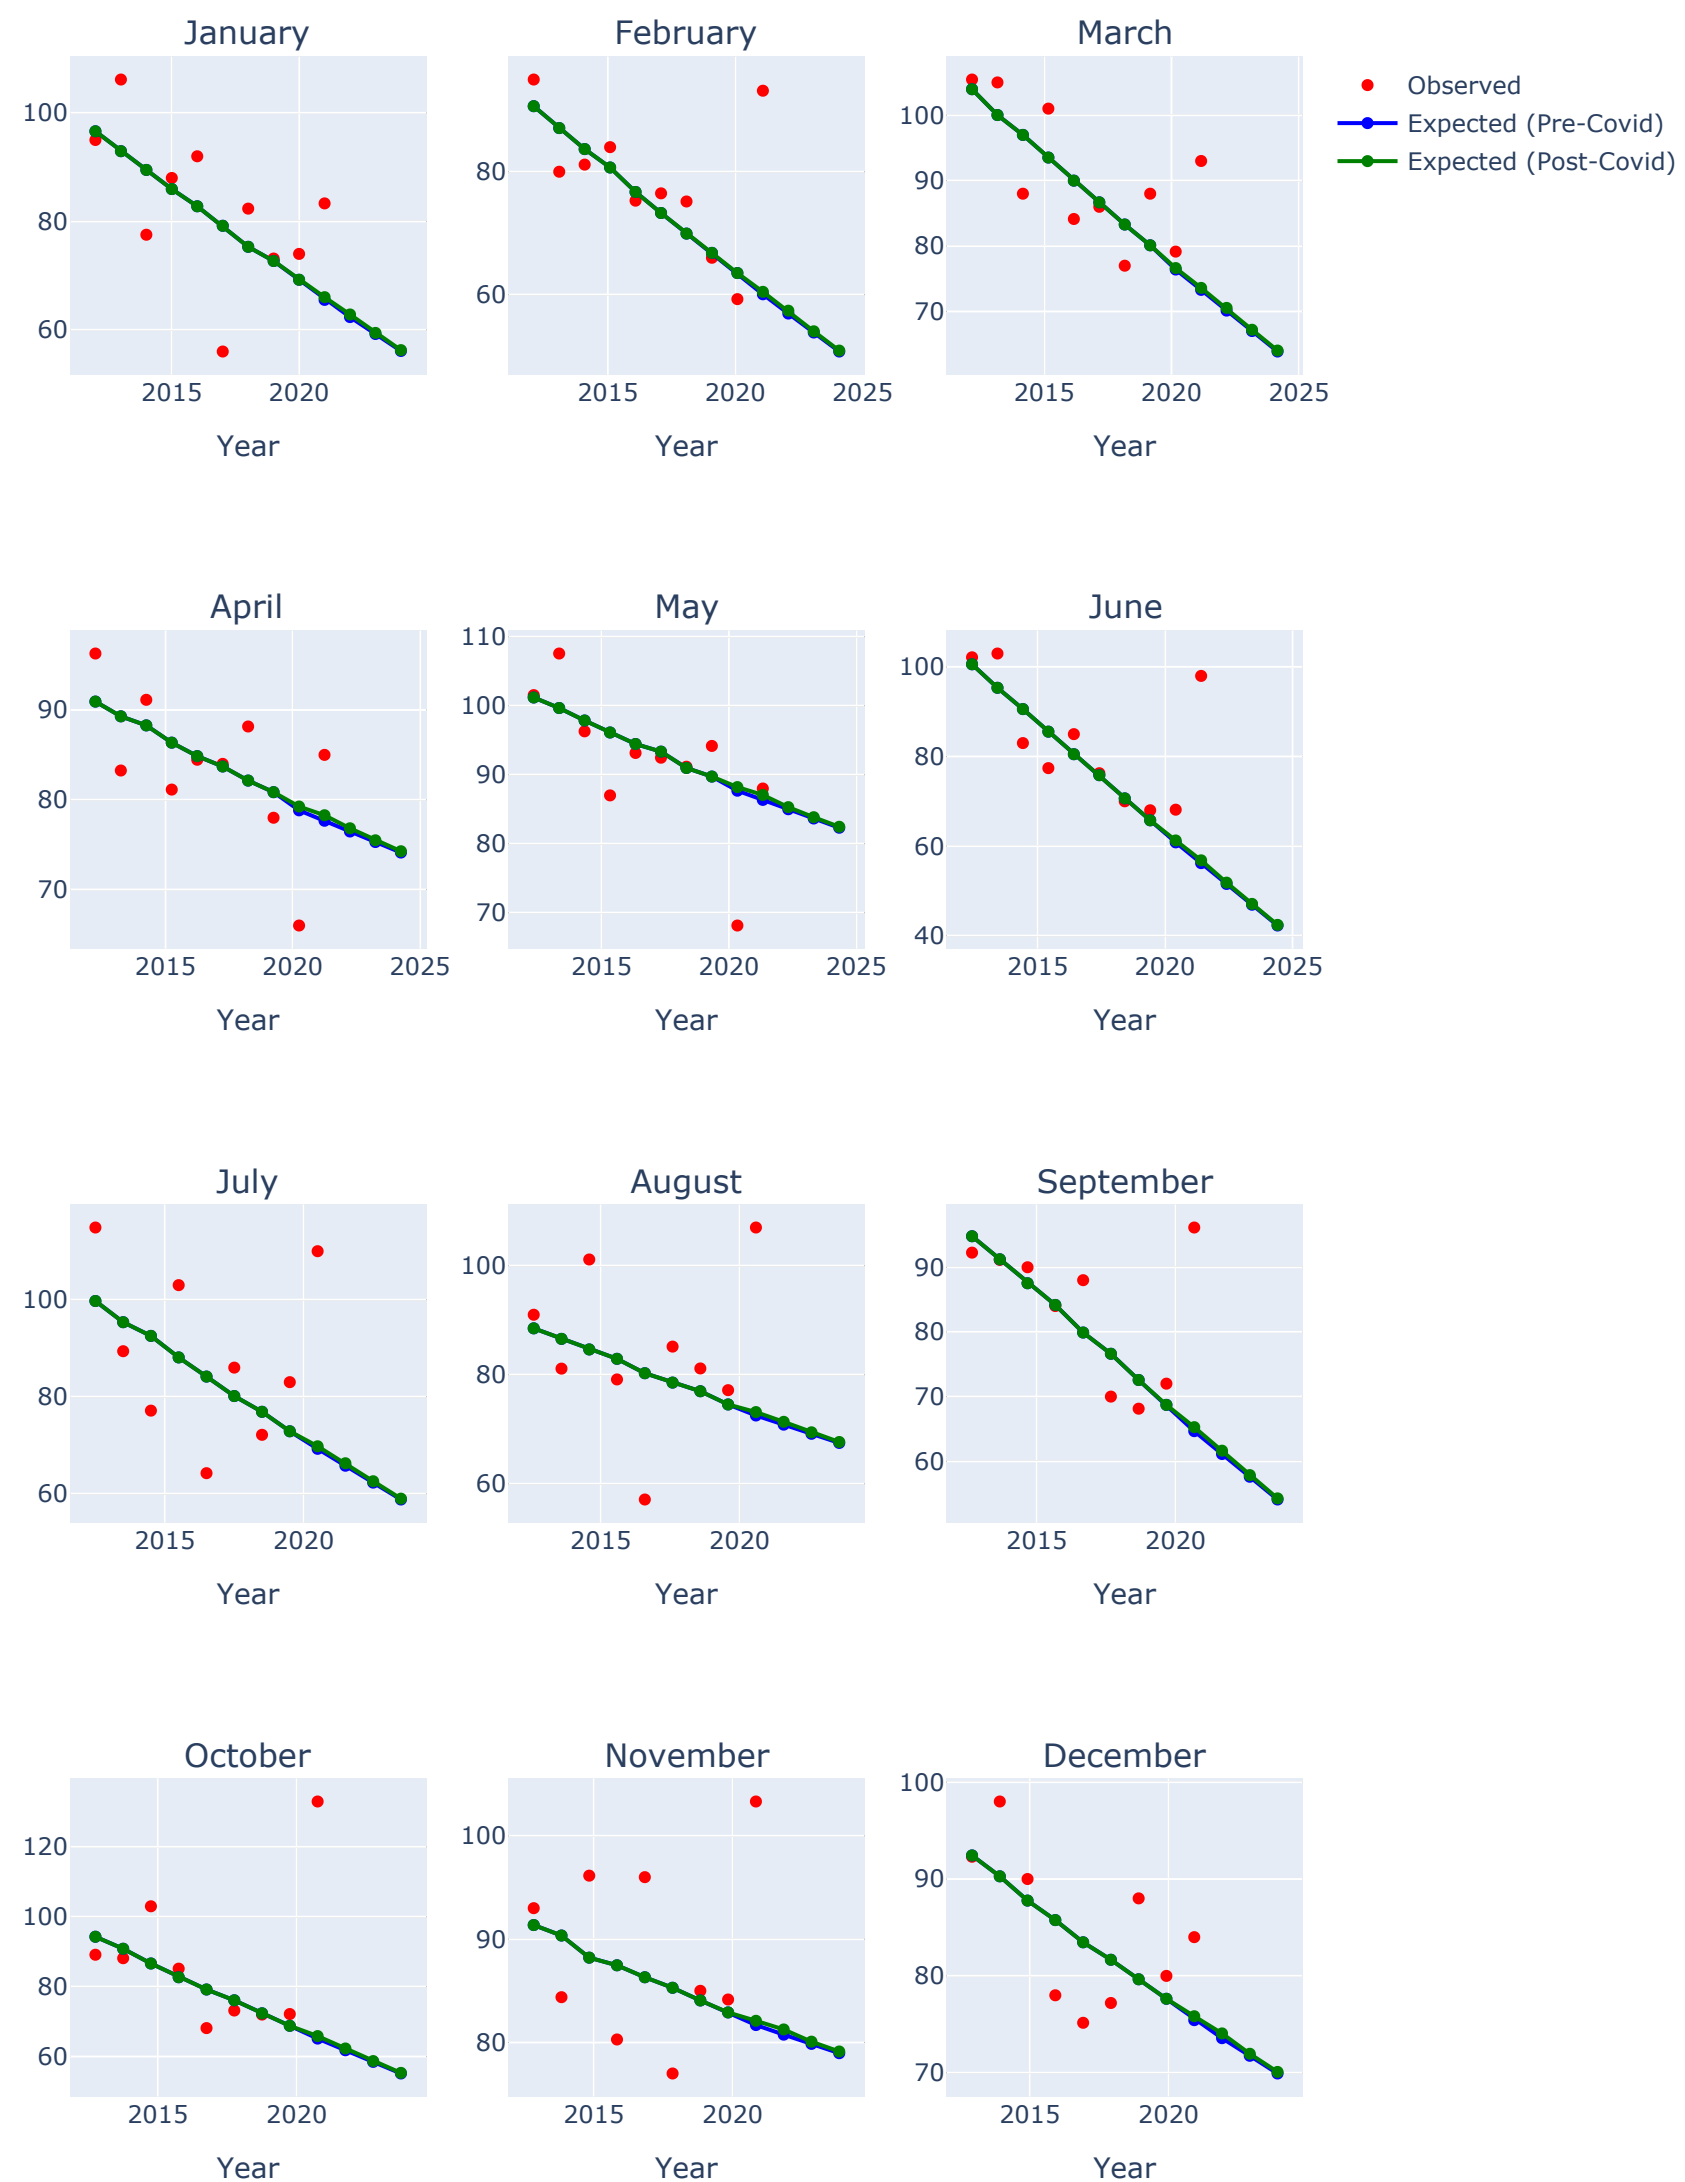 January
February
March
Observed
Expected (Pre-Covid)
Expected (Post-Covid)
100
80
60
2015
2020
Year
80
60
2015
2020
2025
Year
100
90
80
70
2015
2020
2025
Year
April
May
June
90
80
70
2015
2020
2025
Year
110
100
90
80
70
2015
2020
2025
Year
100
80
60
40
2015
2020
2025
Year
July
August
September
100
80
60
2015
2020
Year
100
80
60
2015
2020
Year
90
80
70
60
2015
2020
Year
October
November
December
120
100
80
60
2015
2020
Year
100
90
80
2015
2020
Year
100
90
80
70
2015
2020
Year